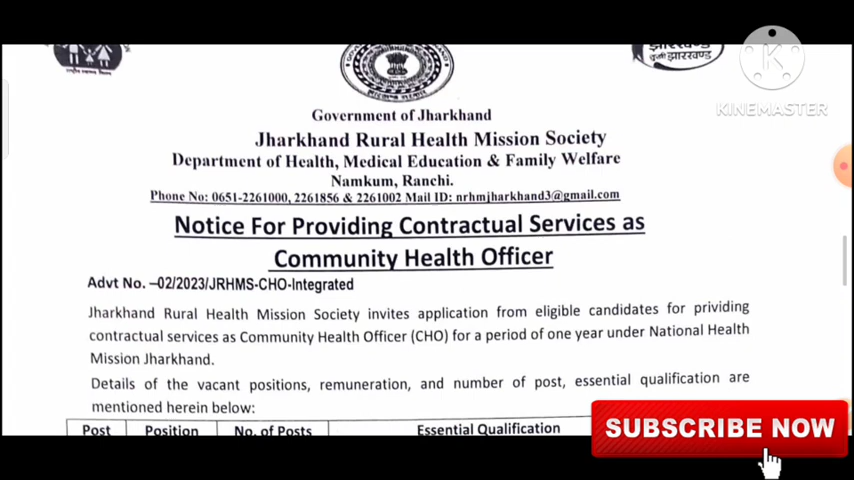 झारखण्ड
KINEMASTER
Government of Jharkhand
Jharkhand Rural Health Mission Society
Department of Health, Medical Education & Family Welfare
Namkum, Ranchi.
Phone No: 0651-2261000, 2261856 & 2261002 Mail ID: nrhmjharkhand3@gmail.com
Notice For Providing Contractual Services as
Community Health Officer
Advt No. –02/2023/JRHMS-CHO-Integrated
Jharkhand Rural Health Mission Society invites application from eligible candidates for providing
contractual services as Community Health Officer (CHO) for a period of one year under National Health
Mission Jharkhand.
Details of the vacant positions, remuneration, and number of post, essential qualification are
mentioned herein below:
Post Position No. of Posts Essential Qualification
SUBSCRIBE NOW